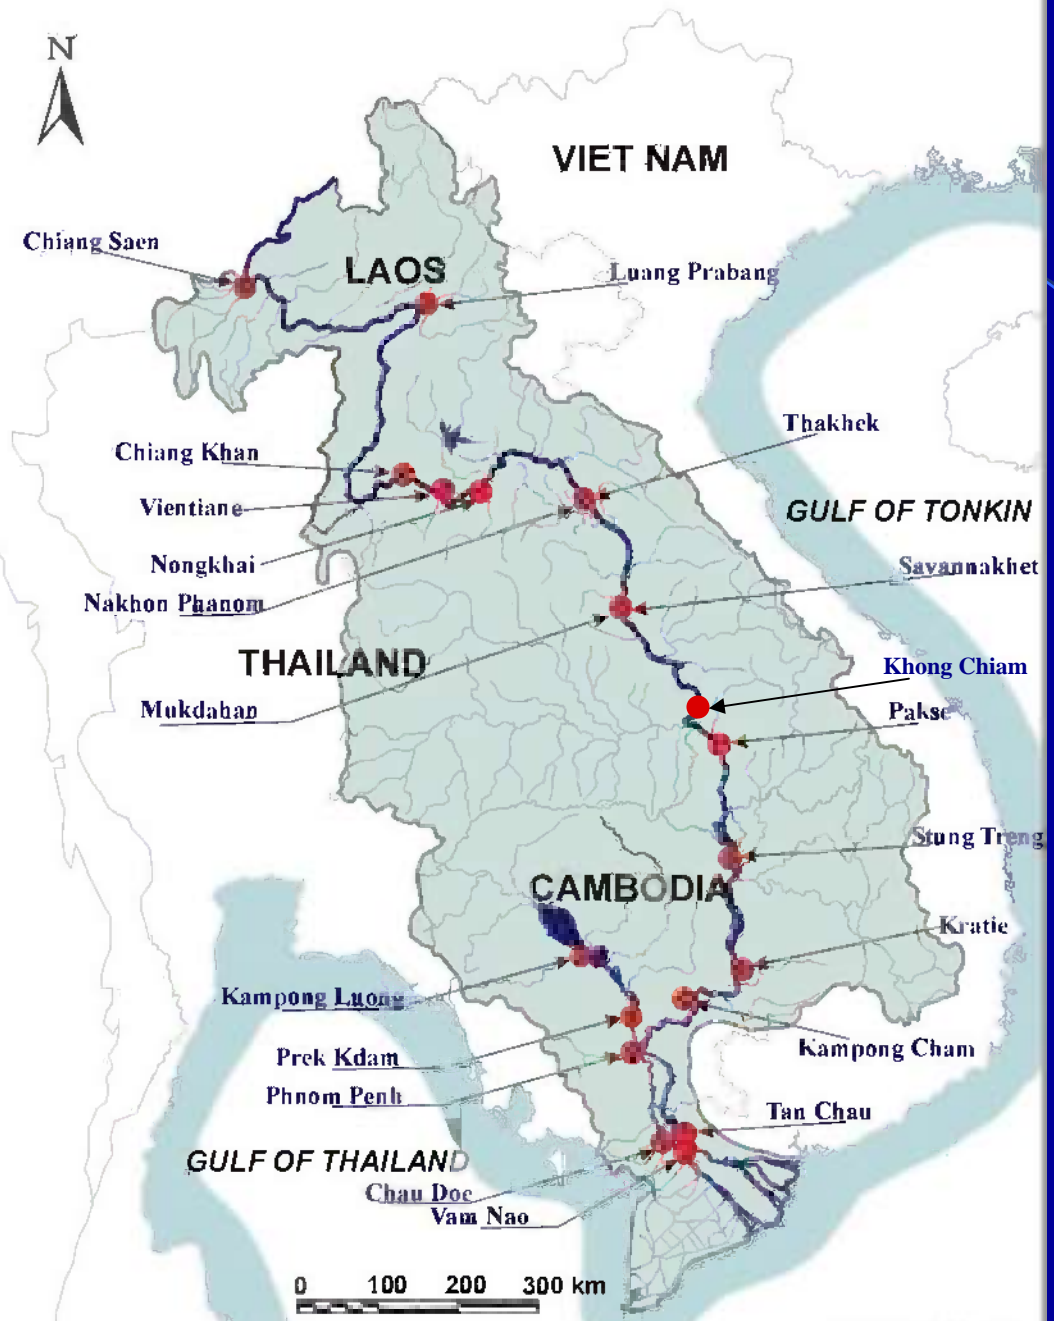 N
VIET NAM
Chiang Saen
LAOS
Luang Prabang
Thakhek
Chiang Khan
Vientiane
GULF OF TONKIN
Nongkhai
Savannakhet
Nakhon Phanom
THAILAND
Khong Chiam
Mukdahan
Pakse
Stung Treng
CAMBODIA
Kratie
Kampong Luong
Kampong Cham
Prek Kdam
Phnom Penh
Tan Chau
GULF OF THAILAND
Chau Doc
Vam Nao
0 100 200 300 km